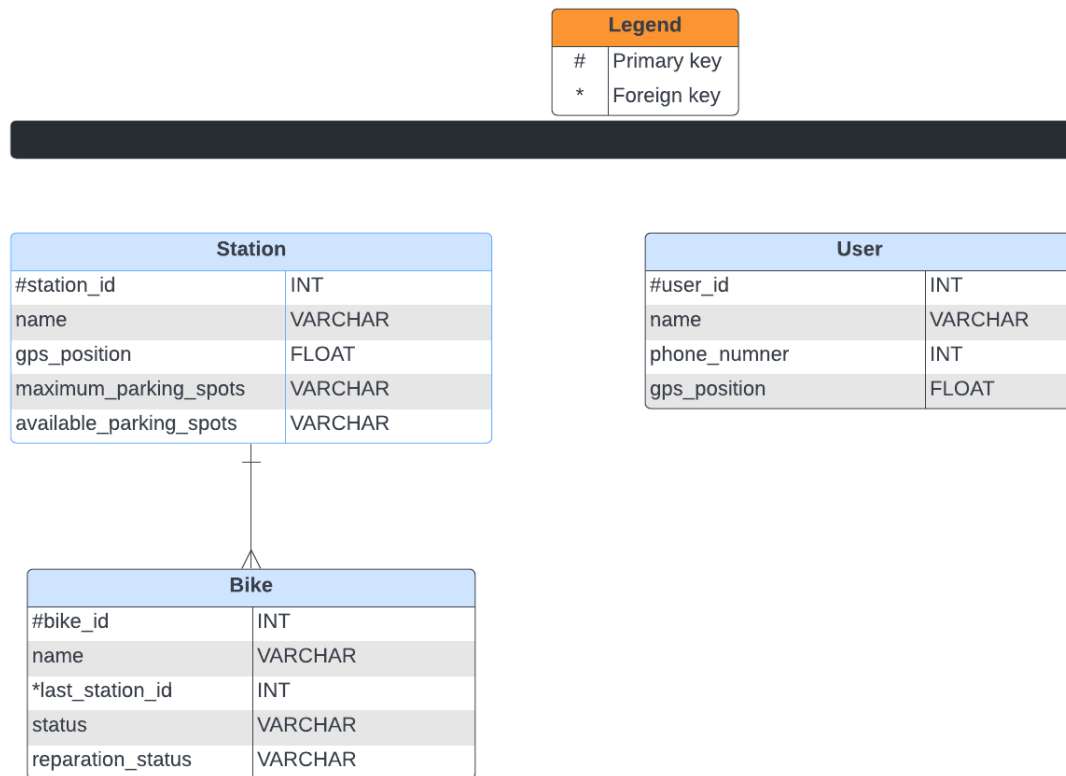 Legend
# Primary key
* Foreign key
Station
#station_id INT
name VARCHAR
gps_position FLOAT
maximum_parking_spots VARCHAR
available_parking_spots VARCHAR
User
#user_id INT
name VARCHAR
phone_numner INT
gps_position FLOAT
Bike
#bike_id INT
name VARCHAR
*last_station_id INT
status VARCHAR
reparation_status VARCHAR